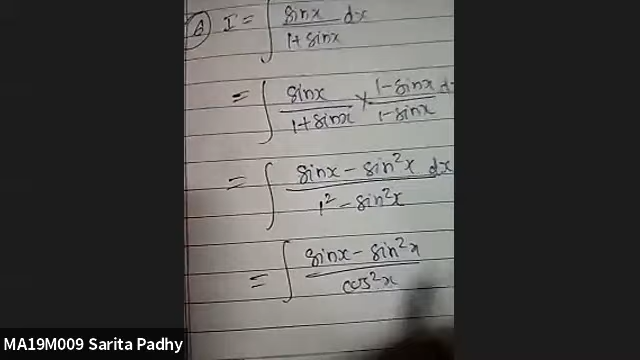 Ⓐ I = ∫ sinx / 1+sinx dx
= ∫ sinx / 1+sinx × 1-sinx / 1-sinx d
= ∫ sinx - sin²x / 1² - sin²x dx
= ∫ sinx - sin²x / cos²x
MA19M009 Sarita Padhy